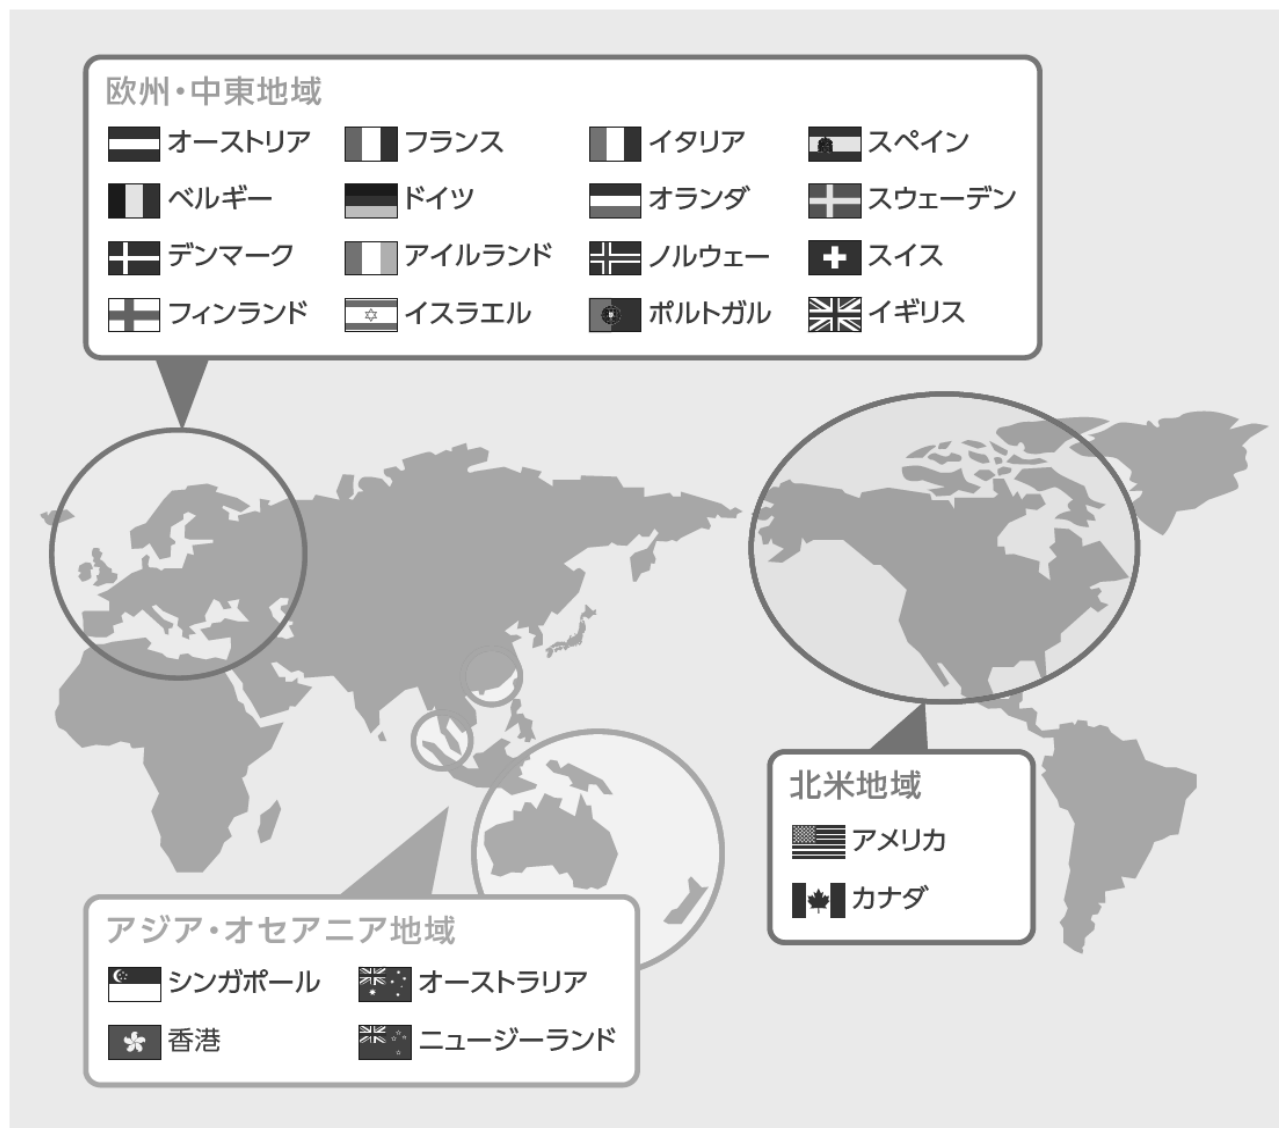 欧州・中東地域
オーストリア フランス イタリア スペイン
ベルギー ドイツ オランダ スウェーデン
デンマーク アイルランド ノルウェー スイス
フィンランド イスラエル ポルトガル イギリス
北米地域
アメリカ
カナダ
アジア・オセアニア地域
シンガポール オーストラリア
香港 ニュージーランド